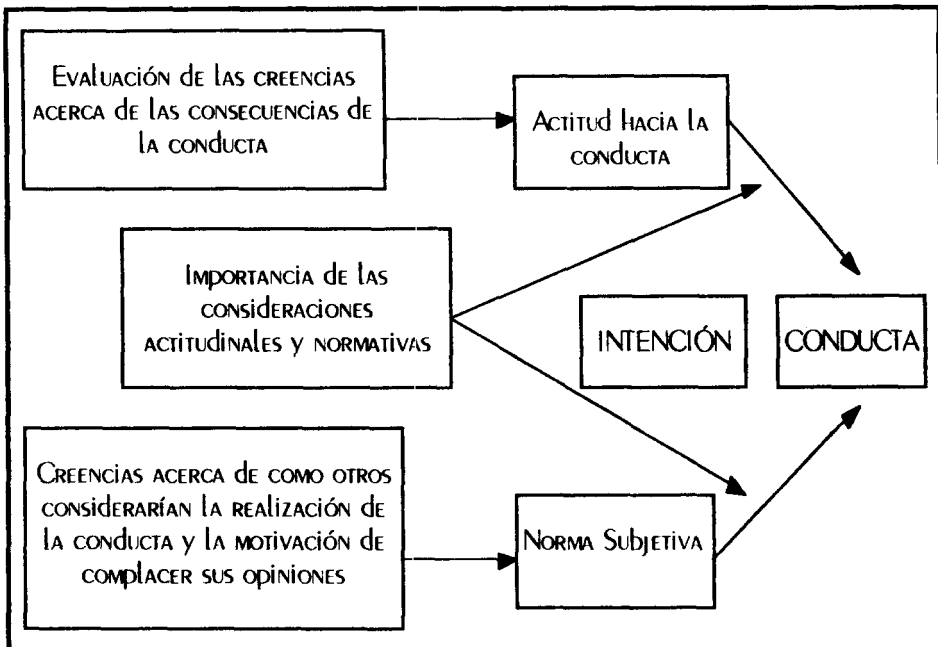 Evaluación de las creencias
acerca de las consecuencias de
la conducta
Actitud hacia la
conducta
Importancia de las
consideraciones
actitudinales y normativas
INTENCIÓN
CONDUCTA
Creencias acerca de como otros
considerarían la realización de
la conducta y la motivación de
complacer sus opiniones
Norma Subjetiva